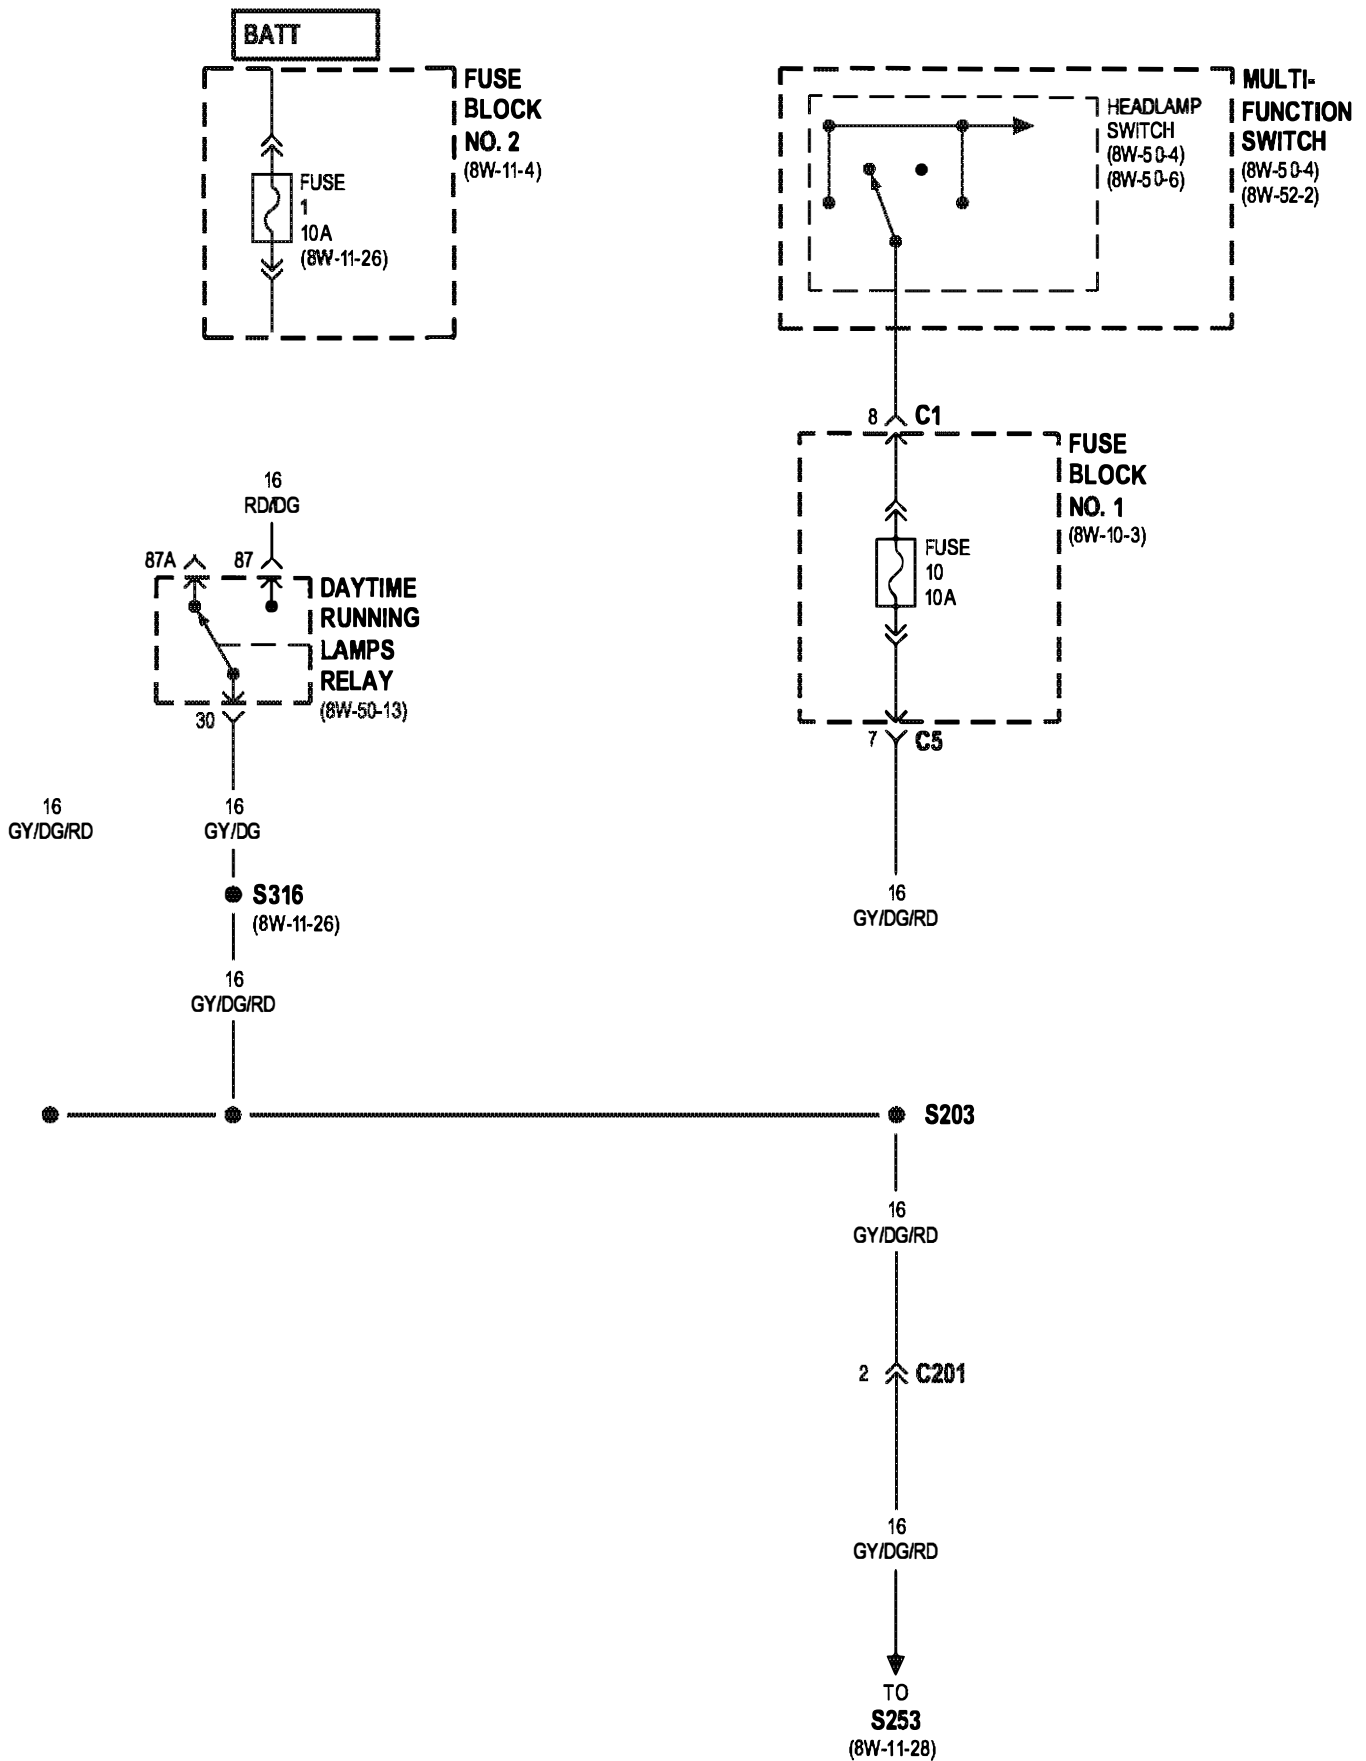 BATT
FUSE
BLOCK
NO. 2
(8W-11-4)
FUSE
1
10A
(8W-11-26)
MULTI-
FUNCTION
SWITCH
(8W-50-4)
(8W-52-2)
HEADLAMP
SWITCH
(8W-50-4)
(8W-50-6)
8 C1
FUSE
BLOCK
NO. 1
(8W-10-3)
FUSE
10
10A
7 C5
16
RD/DG
87A 87
DAYTIME
RUNNING
LAMPS
RELAY
(8W-50-13)
30
16
GY/DG/RD
16
GY/DG
S316
(8W-11-26)
16
GY/DG/RD
16
GY/DG/RD
S203
16
GY/DG/RD
2 C201
16
GY/DG/RD
TO
S253
(8W-11-28)